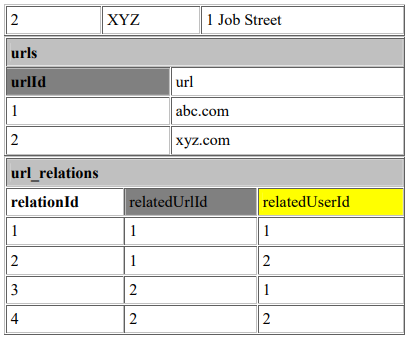 2 XYZ 1 Job Street
urls
urlId url
1 abc.com
2 xyz.com
url_relations
relationId relatedUrlId relatedUserId
1 1 1
2 1 2
3 2 1
4 2 2